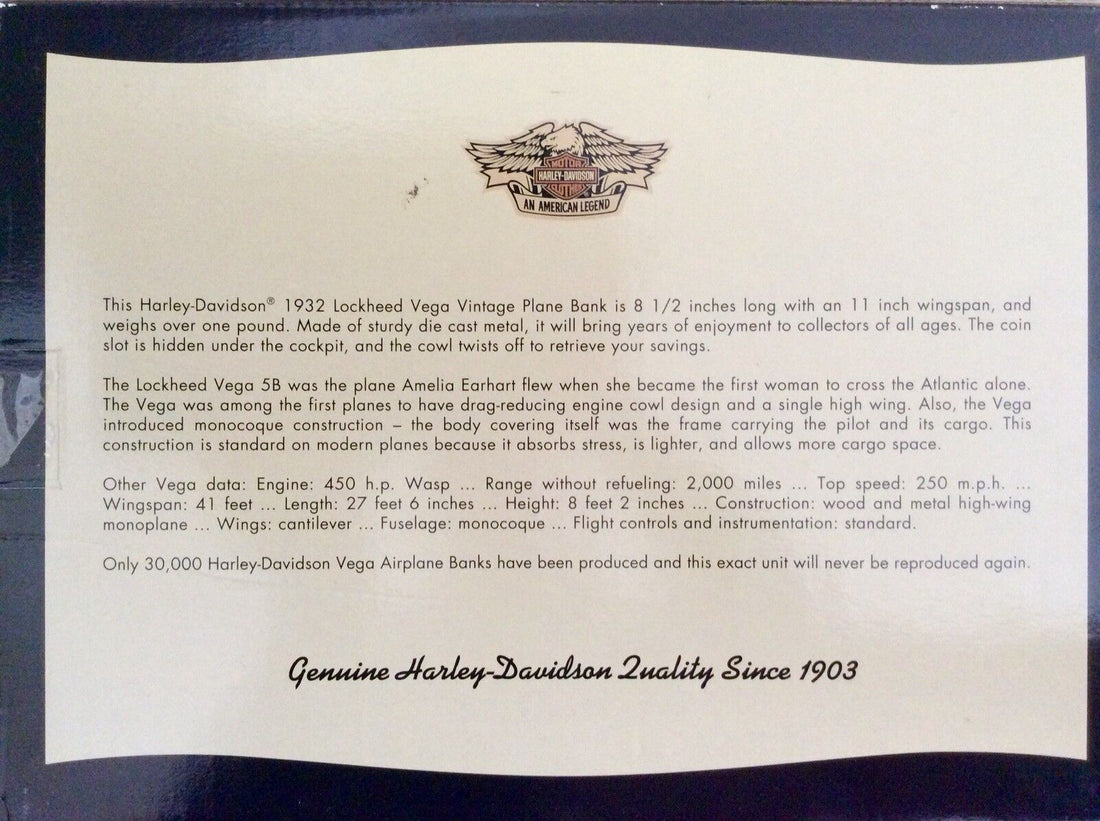 MOTOR
HARLEY-DAVIDSON
CLOTHES
AN AMERICAN LEGEND
This Harley-Davidson® 1932 Lockheed Vega Vintage Plane Bank is 8 1/2 inches long with an 11 inch wingspan, and
weighs over one pound. Made of sturdy die cast metal, it will bring years of enjoyment to collectors of all ages. The coin
slot is hidden under the cockpit, and the cowl twists off to retrieve your savings.
The Lockheed Vega 5B was the plane Amelia Earhart flew when she became the first woman to cross the Atlantic alone.
The Vega was among the first planes to have drag-reducing engine cowl design and a single high wing. Also, the Vega
introduced monocoque construction – the body covering itself was the frame carrying the pilot and its cargo. This
construction is standard on modern planes because it absorbs stress, is lighter, and allows more cargo space.
Other Vega data: Engine: 450 h.p. Wasp ... Range without refueling: 2,000 miles ... Top speed: 250 m.p.h. ...
Wingspan: 41 feet ... Length: 27 feet 6 inches ... Height: 8 feet 2 inches ... Construction: wood and metal high-wing
monoplane ... Wings: cantilever ... Fuselage: monocoque ... Flight controls and instrumentation: standard.
Only 30,000 Harley-Davidson Vega Airplane Banks have been produced and this exact unit will never be reproduced again.
Genuine Harley-Davidson Quality Since 1903